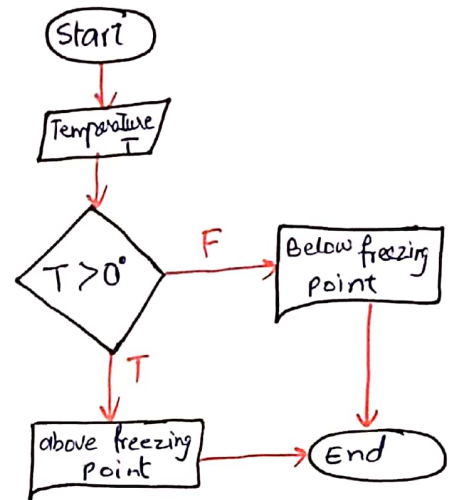 Start
Temperature
T
T > 0°
F
Below freezing
point
T
above freezing
point
End